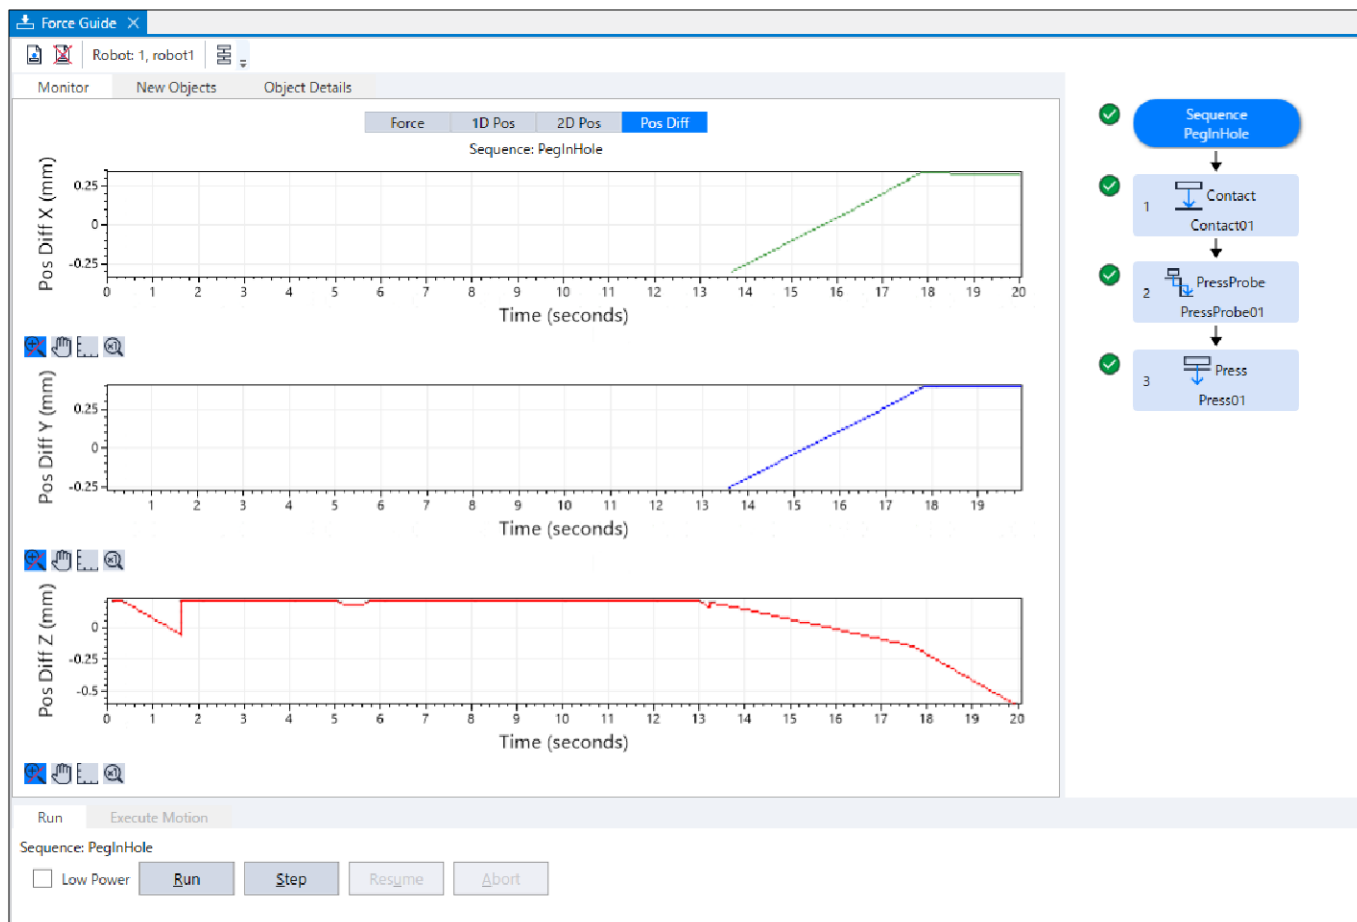 Force Guide
Robot: 1, robot1
Monitor New Objects Object Details
Force 1D Pos 2D Pos Pos Diff
Sequence: PegInHole
Pos Diff X (mm)
0.25
0
-0.25
0 1 2 3 4 5 6 7 8 9 10 11 12 13 14 15 16 17 18 19 20
Time (seconds)
Pos Diff Y (mm)
0.25
0
-0.25
1 2 3 4 5 6 7 8 9 10 11 12 13 14 15 16 17 18 19
Time (seconds)
Pos Diff Z (mm)
0
-0.25
-0.5
0 1 2 3 4 5 6 7 8 9 10 11 12 13 14 15 16 17 18 19 20
Time (seconds)
Sequence
PegInHole
1 Contact
Contact01
2 PressProbe
PressProbe01
3 Press
Press01
Run Execute Motion
Sequence: PegInHole
Low Power Run Step Resume Abort